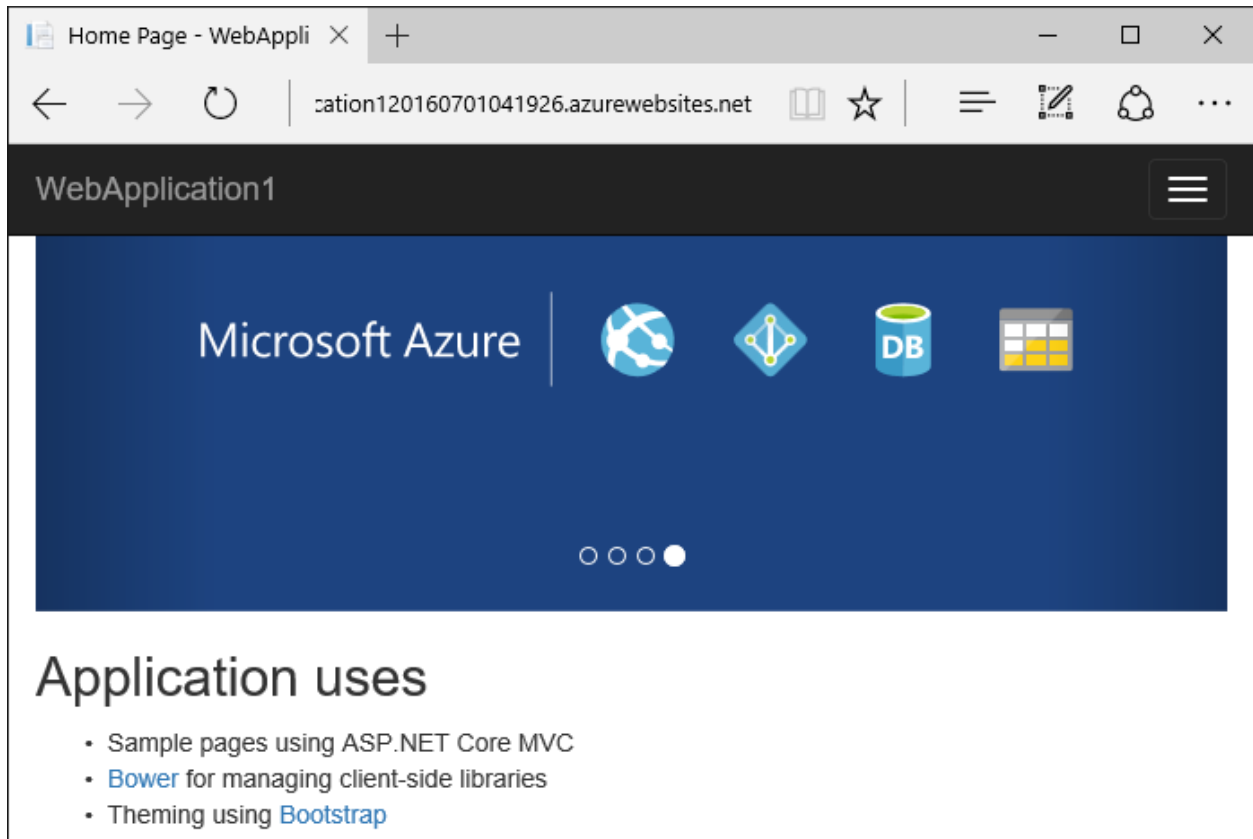 Home Page - WebAppli
cation120160701041926.azurewebsites.net
WebApplication1
Microsoft Azure
DB
Application uses
• Sample pages using ASP.NET Core MVC
• Bower for managing client-side libraries
• Theming using Bootstrap